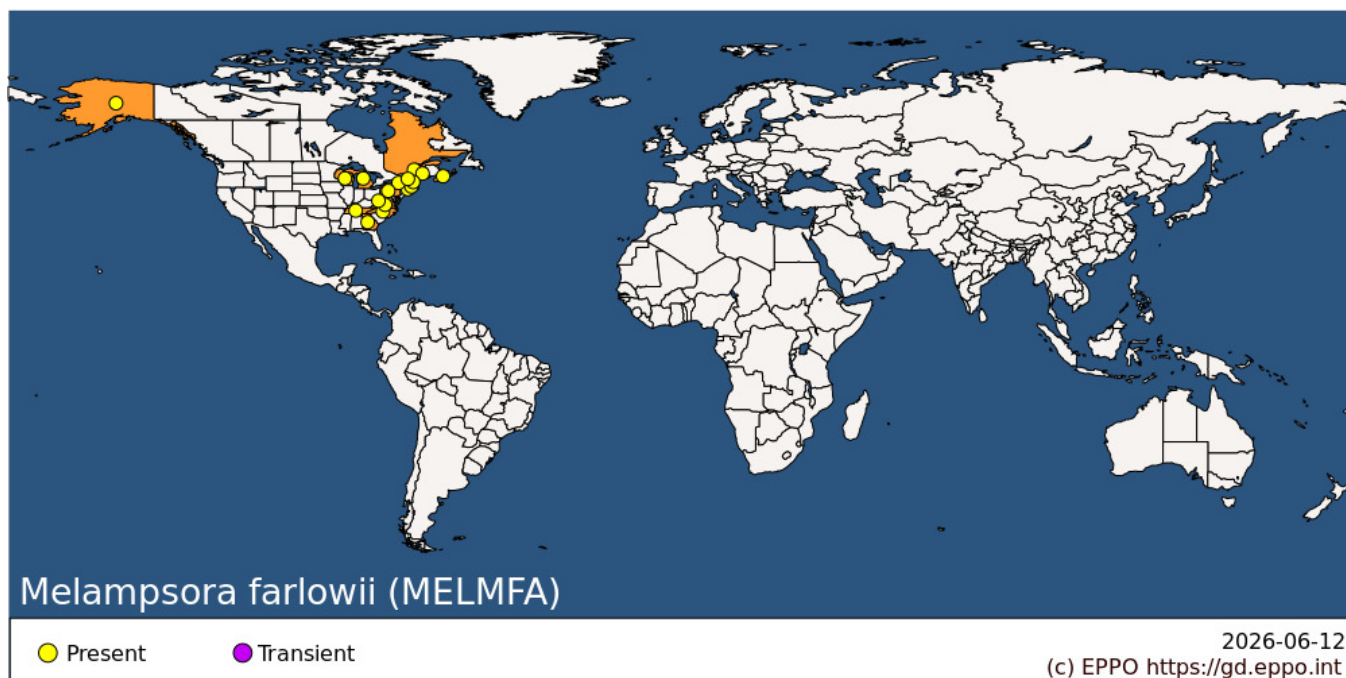 Melampsora farlowii (MELMFA)
Present
Transient
2026-06-12
(c) EPPO https://gd.eppo.int